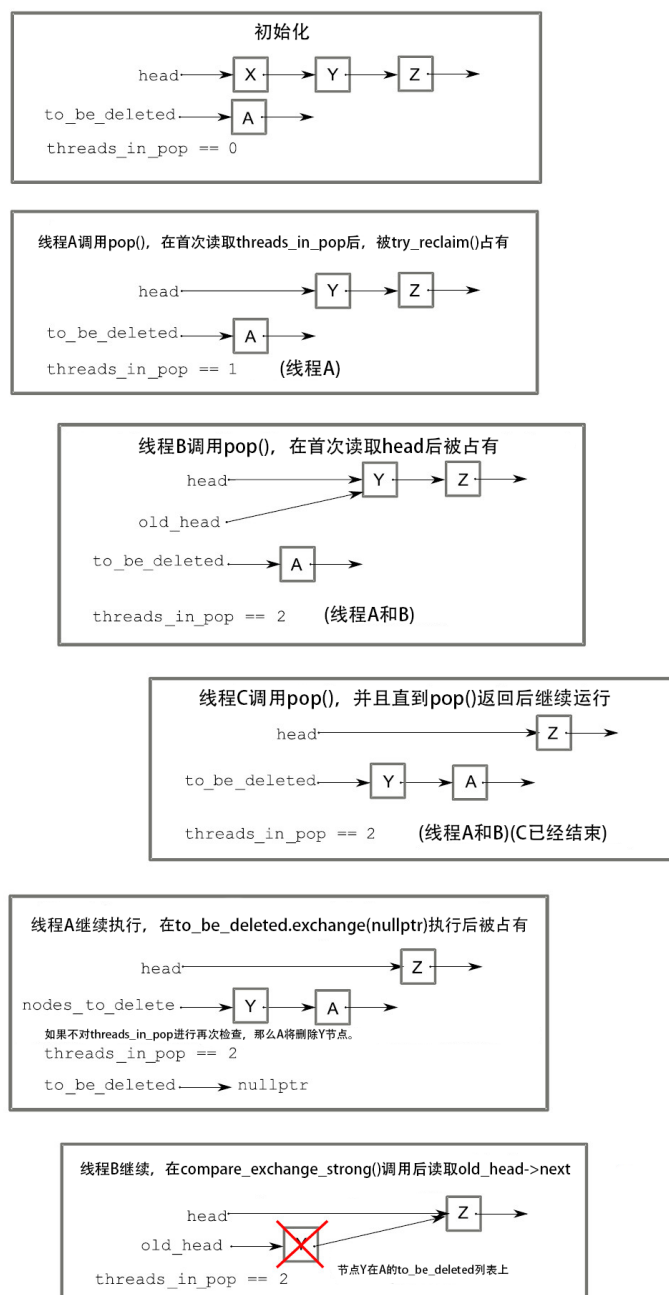 初始化
head X Y Z
to_be_deleted A
threads_in_pop == 0
线程A调用pop()，在首次读取threads_in_pop后，被try_reclaim()占有
head Y Z
to_be_deleted A
threads_in_pop == 1 (线程A)
线程B调用pop()，在首次读取head后被占有
head Y Z
old_head
to_be_deleted A
threads_in_pop == 2 (线程A和B)
线程C调用pop()，并且直到pop()返回后继续运行
head Z
to_be_deleted Y A
threads_in_pop == 2 (线程A和B)(C已经结束)
线程A继续执行，在to_be_deleted.exchange(nullptr)执行后被占有
head Z
nodes_to_delete Y A
如果不对threads_in_pop进行再次检查，那么A将删除Y节点。
threads_in_pop == 2
to_be_deleted nullptr
线程B继续，在compare_exchange_strong()调用后读取old_head->next
head Z
old_head Y
节点Y在A的to_be_deleted列表上
threads_in_pop == 2